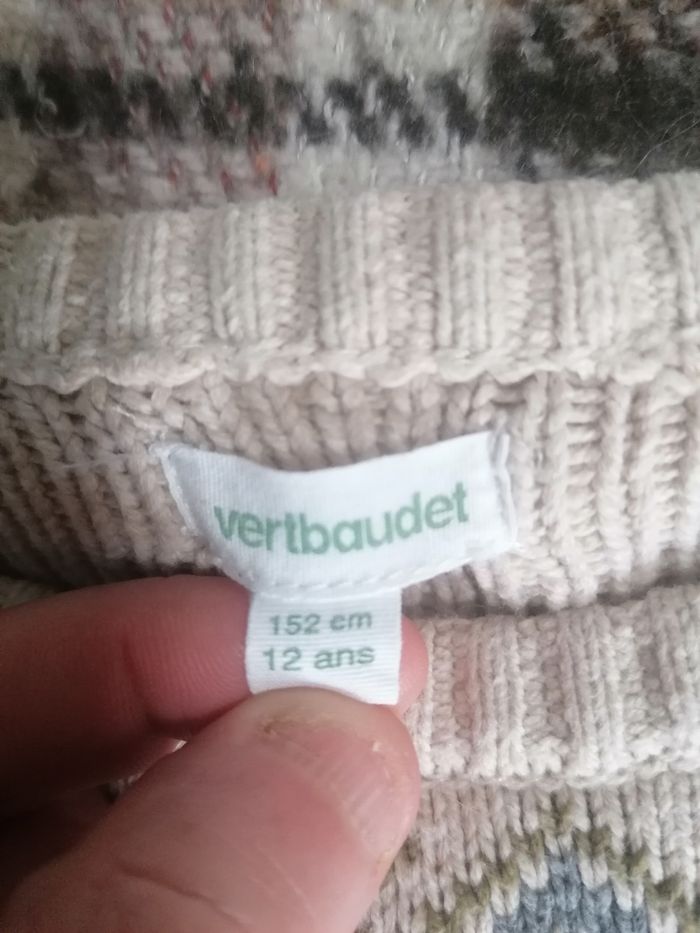 vertbaudet
152 cm
12 ans